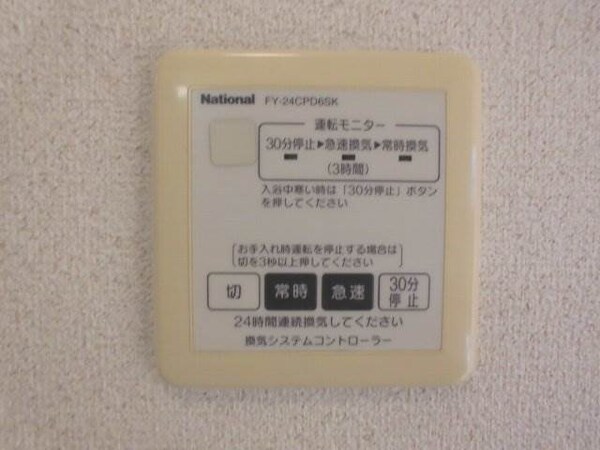 National FY-24CPD6SK
運転モニター
30分停止▶急速換気▶常時換気
(3時間)
入浴中寒い時は「30分停止」ボタン
を押してください
お手入れ時運転を停止する場合は
切を3秒以上押してください
切 常時 急速 30分
停止
24時間連続換気してください
換気システムコントローラー